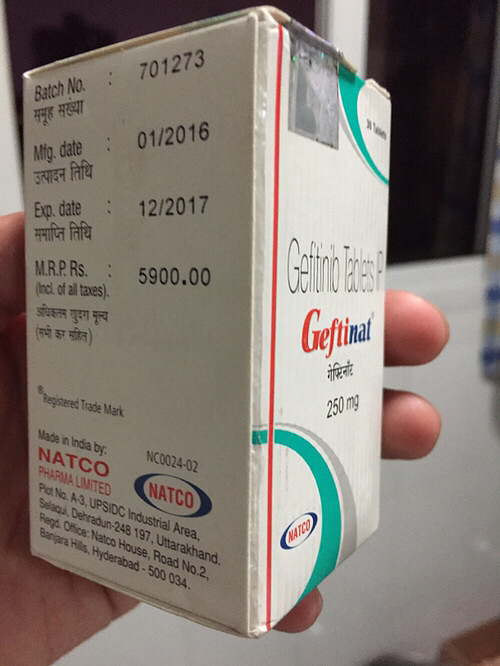 Batch No. : 701273
समूह सख्या
Mfg. date : 01/2016
उत्पादन तिथि
Exp. date : 12/2017
समाप्ति तिथि
M.R.P. Rs. : 5900.00
(Incl. of all taxes).
अधिकतम खुदरा मूल्य
(सभी कर सहित)
®Registered Trade Mark
Made in India by:
NATCO
PHARMA LIMITED
NC0024-02
NATCO
Plot No. A-3, UPSIDC Industrial Area,
Selaqui, Dehradun-248 197, Uttarakhand.
Regd. Office: Natco House, Road No.2,
Banjara Hills, Hyderabad - 500 034.
30 Tablets
Gefitinib Tablets IP
Geftinat®
गेफ्टिनॅट
250 mg
NATCO